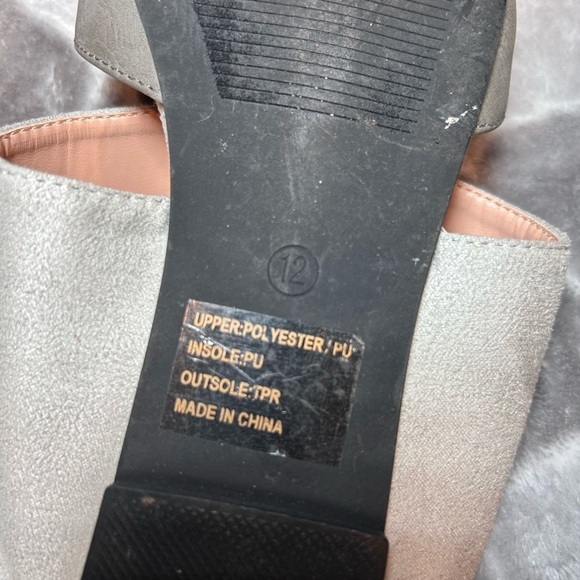 12
UPPER:POLYESTER/PU
INSOLE:PU
OUTSOLE:TPR
MADE IN CHINA